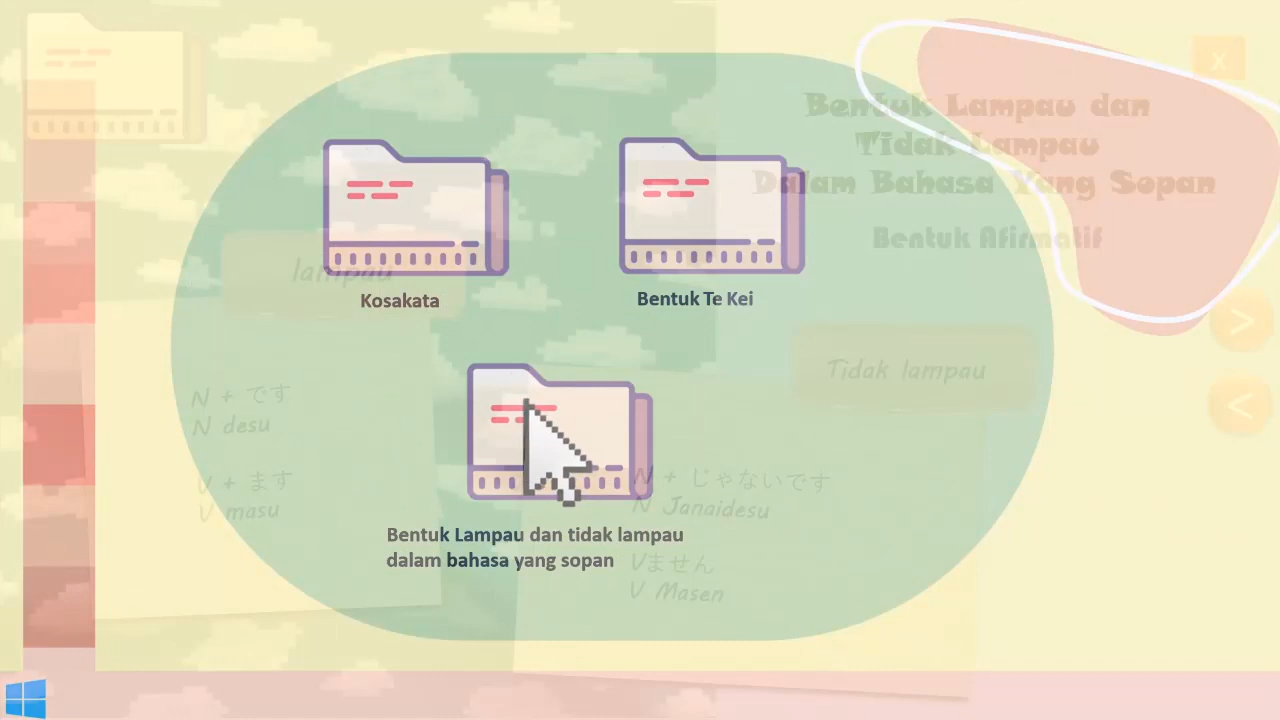 Bentuk Lampau dan
Tidak Lampau
Dalam Bahasa Yang Sopan
Bentuk Afirmatif
x
lampau
Kosakata
Bentuk Te Kei
>
Tidak lampau
<
N + です
N desu
V + ます
V masu
N + じゃないです
N Janaidesu
Bentuk Lampau dan tidak lampau
dalam bahasa yang sopan
Vません
V Masen